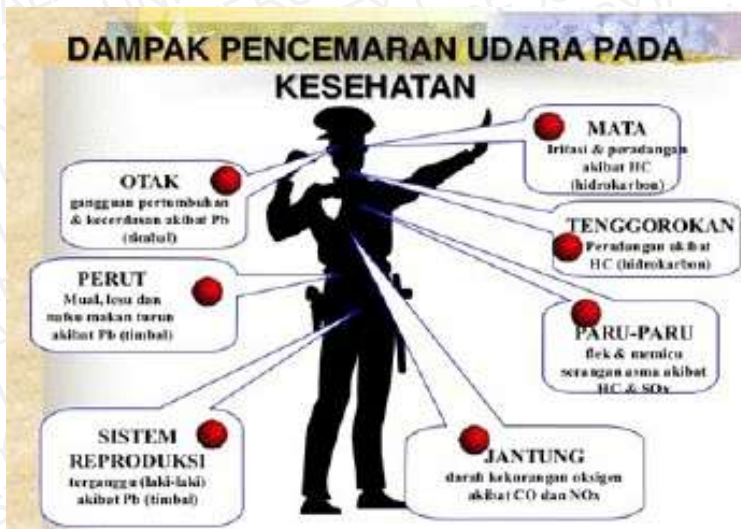 DAMPAK PENCEMARAN UDARA PADA
KESEHATAN
MATA
Iritasi & peradangan
akibat HC
(hidrokarbon)
OTAK
gangguan pertumbuhan
& kecerdasan akibat Pb
(timbal)
TENGGOROKAN
Peradangan akibat
HC (hidrokarbon)
PERUT
Mual, lesu dan
nafsu makan turun
akibat Pb (timbal)
PARU-PARU
flek & memicu
serangan asma akibat
HC & SOx
SISTEM
REPRODUKSI
terganggu (laki-laki)
akibat Pb (timbal)
JANTUNG
darah kekurangan oksigen
akibat CO dan NOx